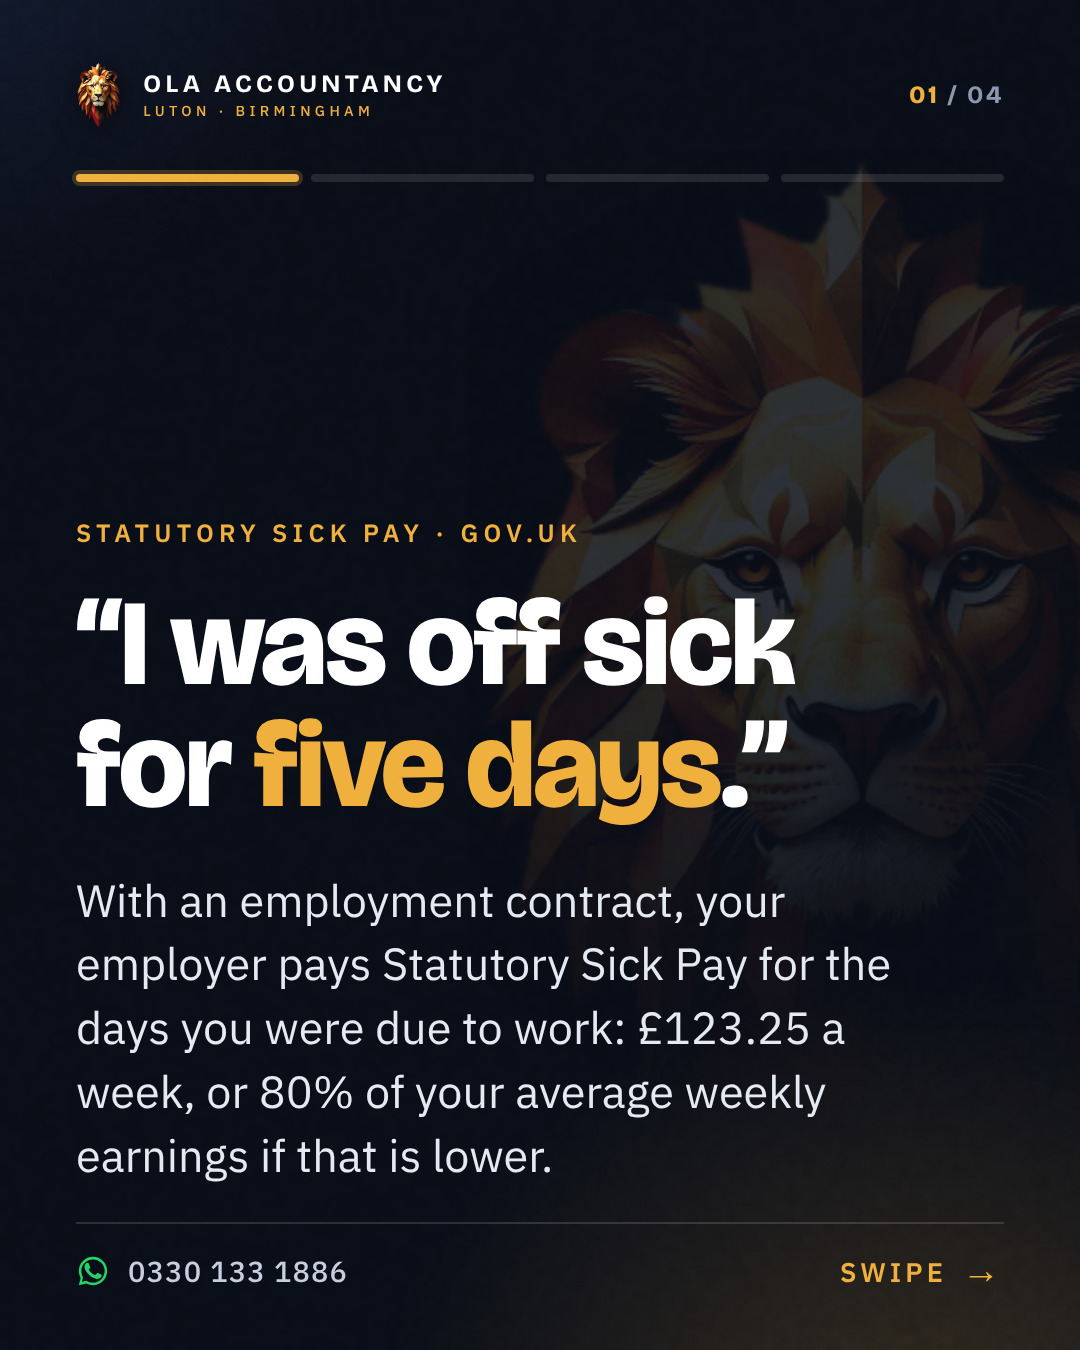 OLA ACCOUNTANCY
LUTON · BIRMINGHAM
01 / 04
STATUTORY SICK PAY · GOV.UK
“I was off sick
for five days.”
With an employment contract, your
employer pays Statutory Sick Pay for the
days you were due to work: £123.25 a
week, or 80% of your average weekly
earnings if that is lower.
0330 133 1886
SWIPE →